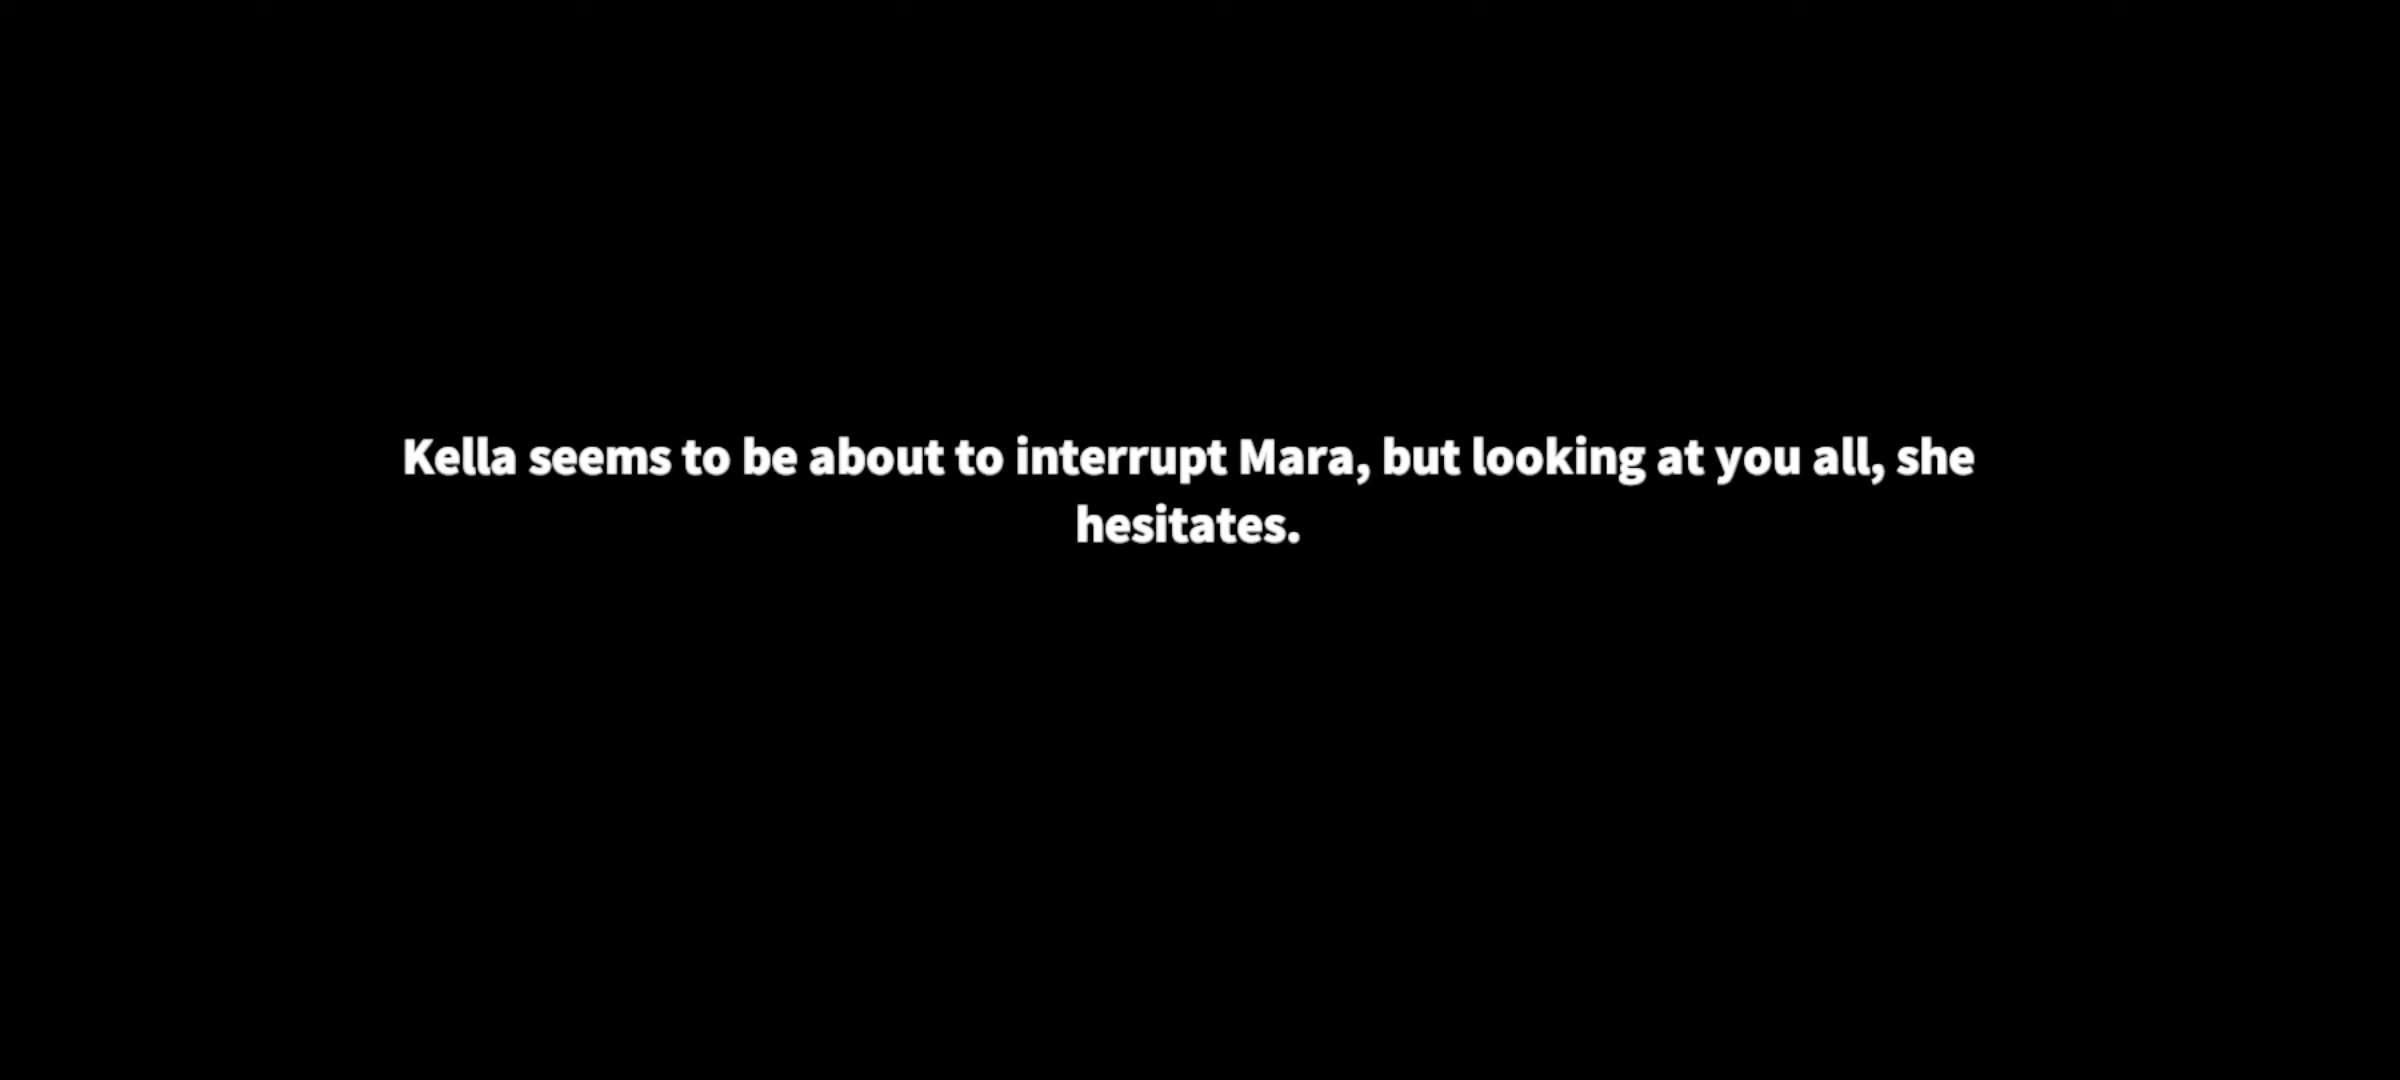 Kella seems to be about to interrupt Mara, but looking at you all, she
hesitates.